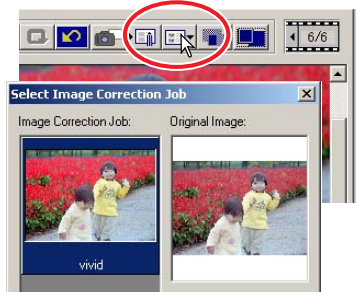 6/6
Select Image Correction Job
Image Correction Job:
Original Image:
vivid